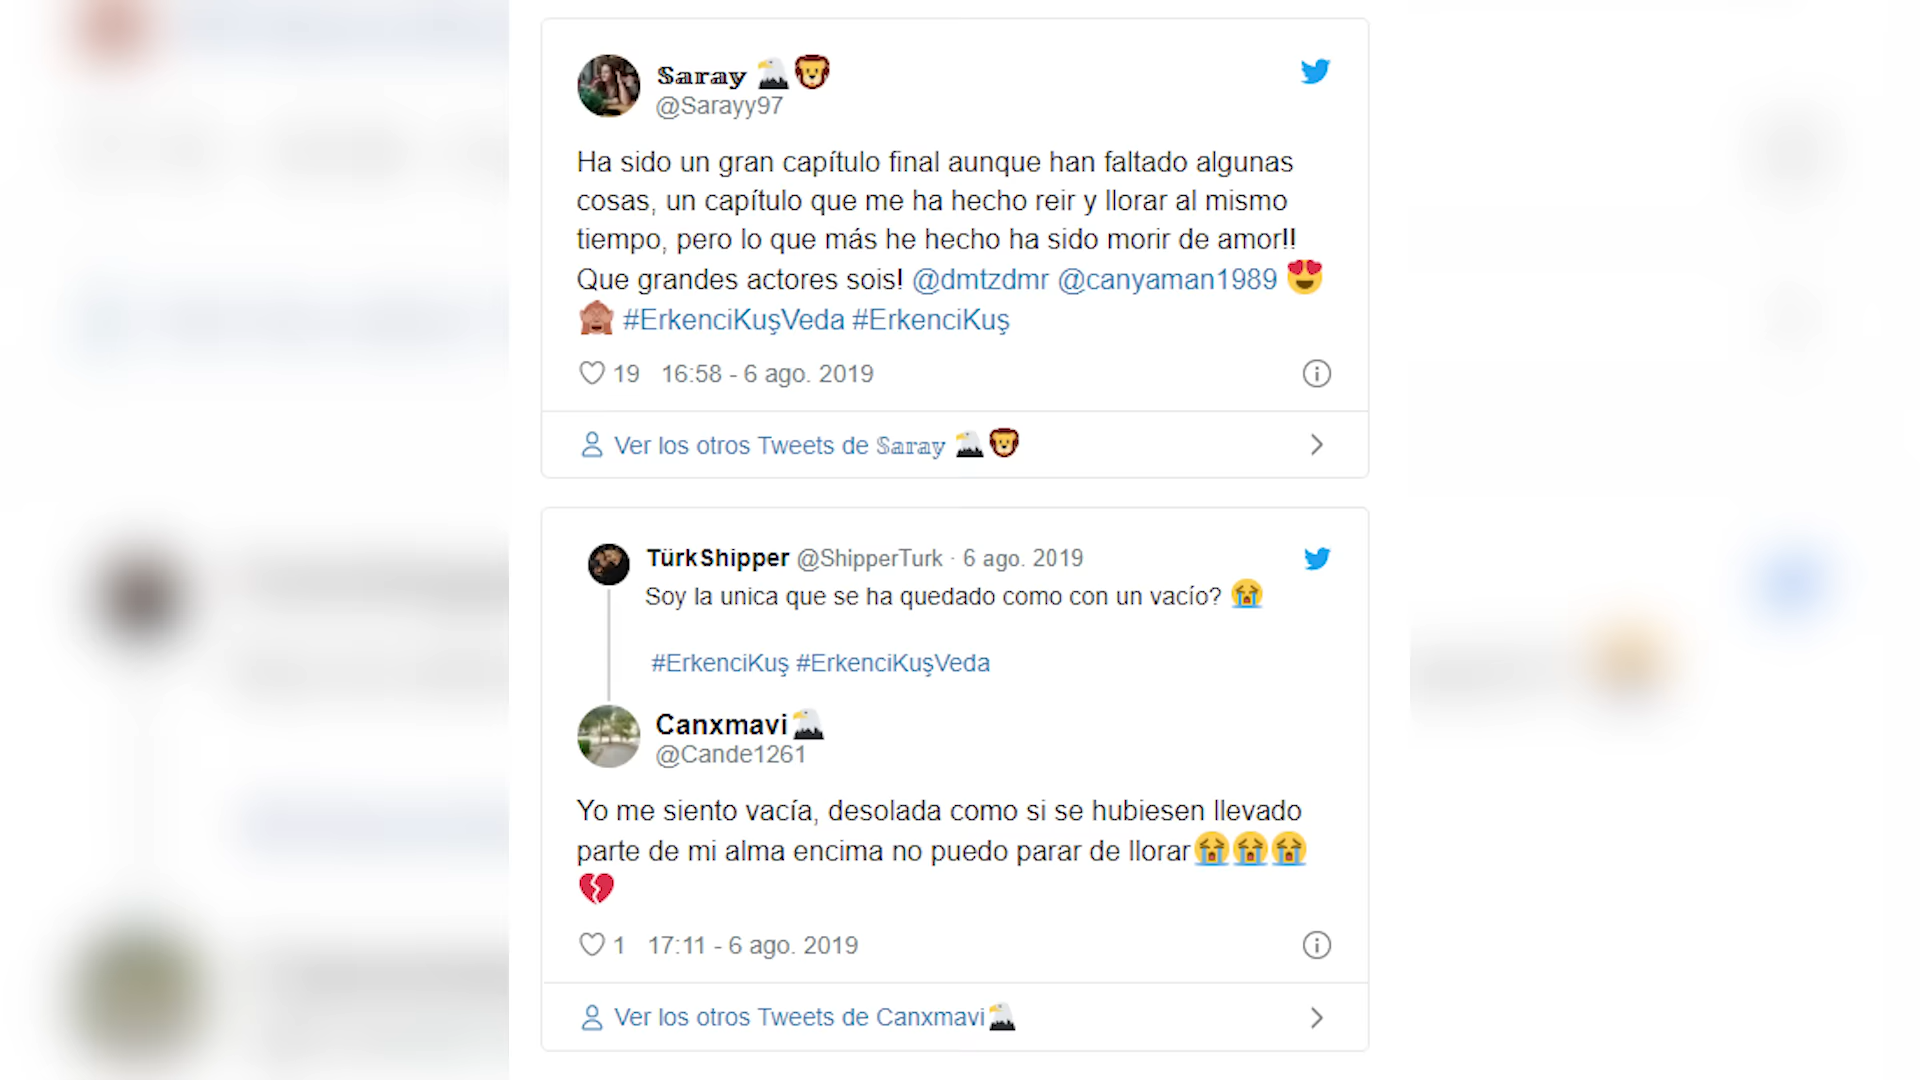 Saray 🦅🦁
@Sarayy97
Ha sido un gran capítulo final aunque han faltado algunas
cosas, un capítulo que me ha hecho reir y llorar al mismo
tiempo, pero lo que más he hecho ha sido morir de amor!!
Que grandes actores sois! @dmtzdmr @canyaman1989 😍
🙈 #ErkenciKuşVeda #ErkenciKuş
19 16:58 - 6 ago. 2019
Ver los otros Tweets de Saray 🦅🦁
TürkShipper @ShipperTurk · 6 ago. 2019
Soy la unica que se ha quedado como con un vacío? 😭
#ErkenciKuş #ErkenciKuşVeda
Canxmavi🦅
@Cande1261
Yo me siento vacía, desolada como si se hubiesen llevado
parte de mi alma encima no puedo parar de llorar😭😭😭
💔
1 17:11 - 6 ago. 2019
Ver los otros Tweets de Canxmavi🦅